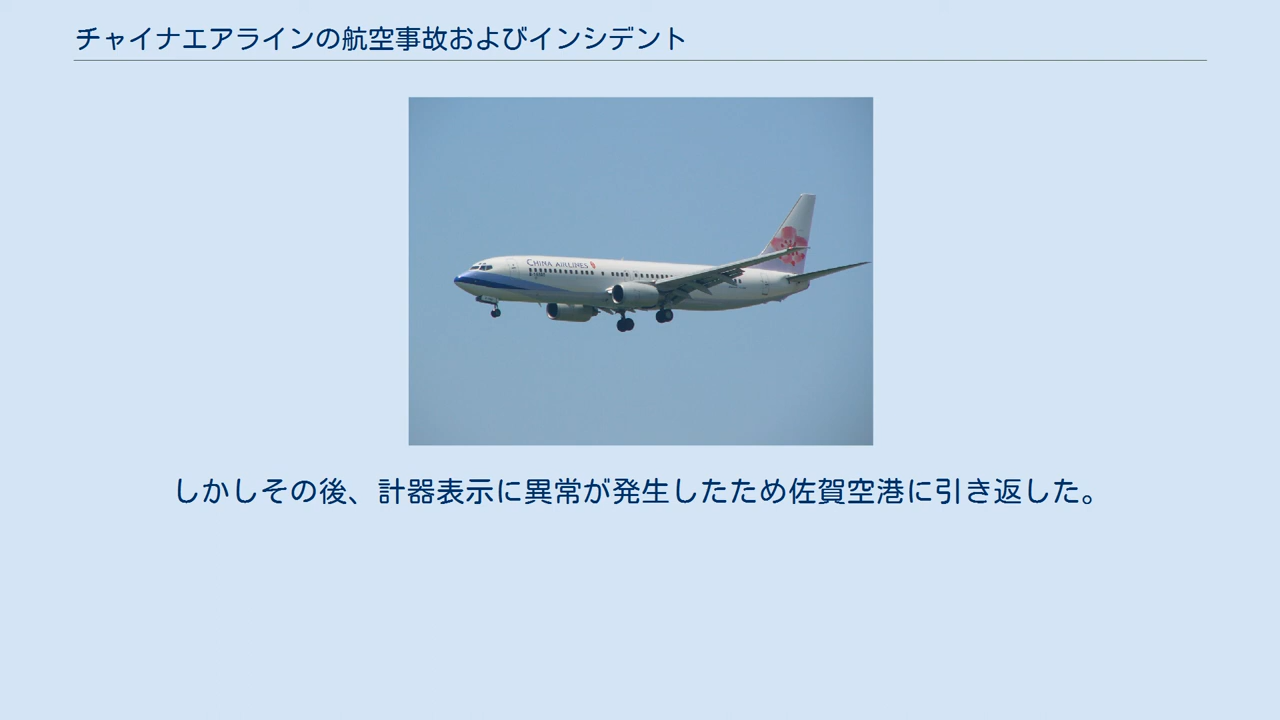 チャイナエアラインの航空事故およびインシデント
CHINA AIRLINES
しかしその後、計器表示に異常が発生したため佐賀空港に引き返した。